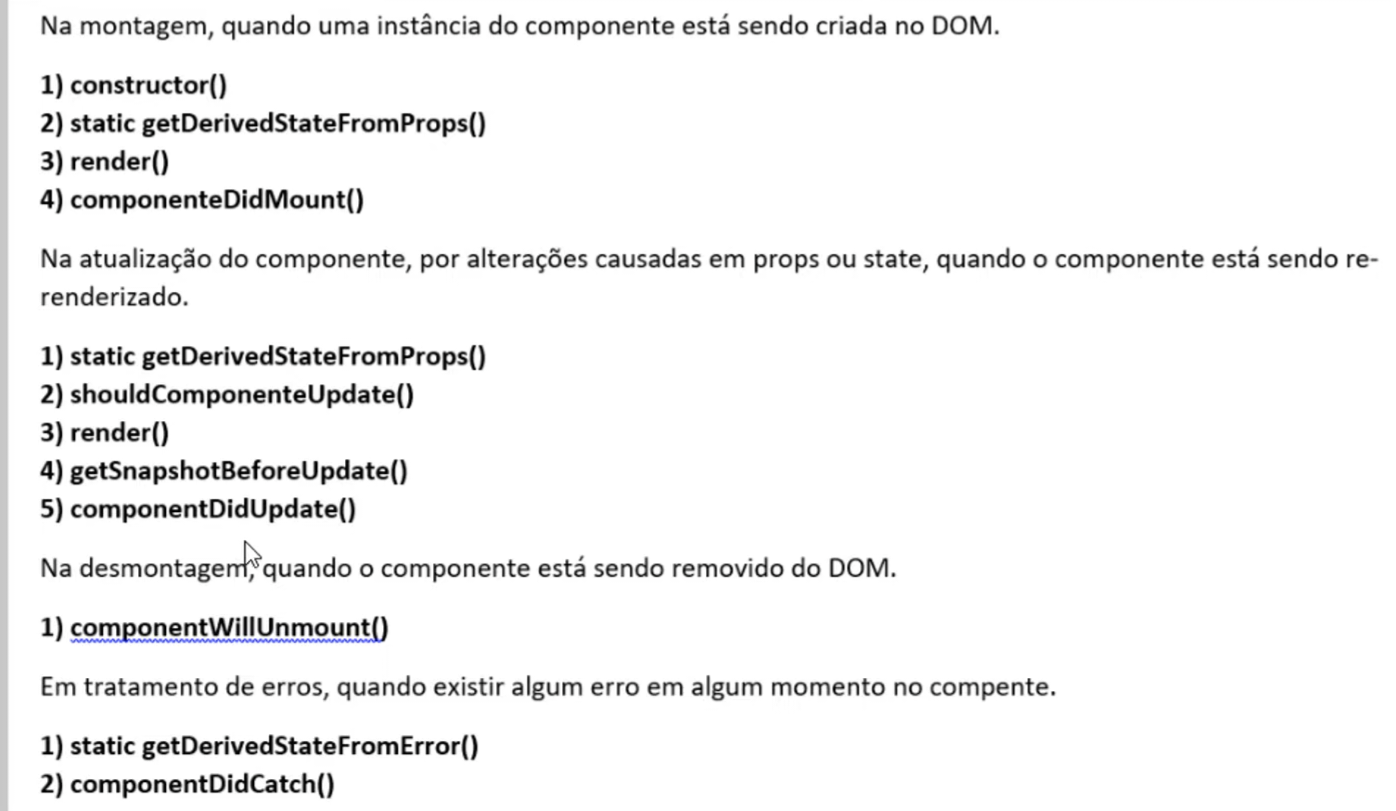 Na montagem, quando uma instância do componente está sendo criada no DOM.
1) constructor()
2) static getDerivedStateFromProps()
3) render()
4) componenteDidMount()
Na atualização do componente, por alterações causadas em props ou state, quando o componente está sendo re-
renderizado.
1) static getDerivedStateFromProps()
2) shouldComponenteUpdate()
3) render()
4) getSnapshotBeforeUpdate()
5) componentDidUpdate()
Na desmontagem, quando o componente está sendo removido do DOM.
1) componentWillUnmount()
Em tratamento de erros, quando existir algum erro em algum momento no compente.
1) static getDerivedStateFromError()
2) componentDidCatch()